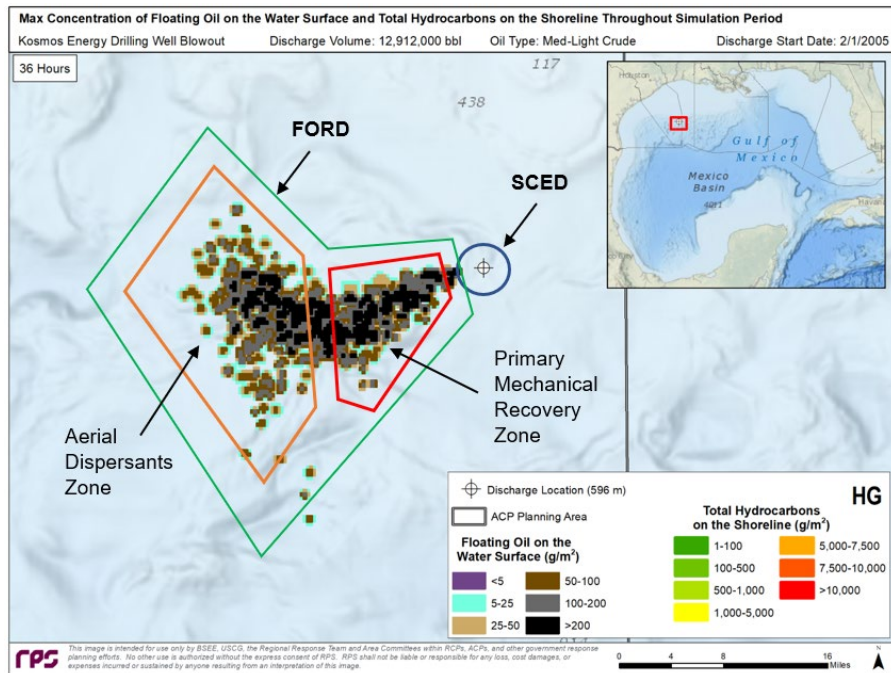 Max Concentration of Floating Oil on the Water Surface and Total Hydrocarbons on the Shoreline Throughout Simulation Period
Kosmos Energy Drilling Well Blowout Discharge Volume: 12,912,000 bbl Oil Type: Med-Light Crude Discharge Start Date: 2/1/2005
36 Hours
117
438
FORD
SCED
Houston
Gulf of
Mexico
Mexico
Basin
Havana
Primary
Mechanical
Recovery
Zone
Aerial
Dispersants
Zone
Discharge Location (596 m)
ACP Planning Area
HG
Floating Oil on the
Water Surface (g/m²)
<5
5-25
25-50
50-100
100-200
>200
Total Hydrocarbons
on the Shoreline (g/m²)
1-100
100-500
500-1,000
1,000-5,000
5,000-7,500
7,500-10,000
>10,000
rps
This image is intended for use only by BSEE, USCG, the Regional Response Team and Area Committees within RCPs, ACPs, and other government response
planning efforts. No other use is authorized without the express consent of RPS. RPS shall not be liable or responsible for any loss, cost damages, or
expenses incurred or sustained by anyone resulting from an interpretation of this image.
0 4 8 16
Miles
N